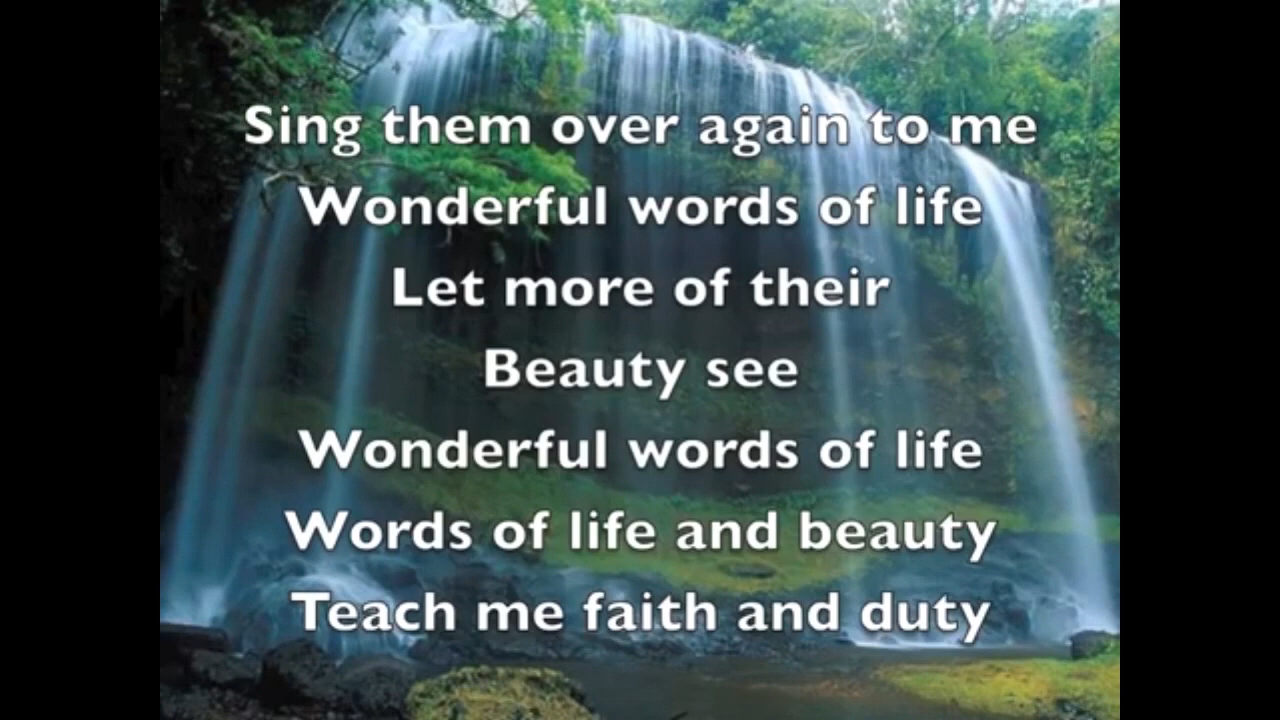 Sing them over again to me
Wonderful words of life
Let more of their
Beauty see
Wonderful words of life
Words of life and beauty
Teach me faith and duty